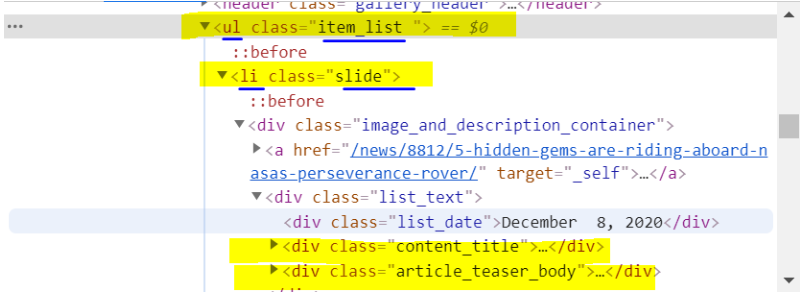 <header class="gallery_header">…</header>
••• ▼<ul class="item_list "> == $0
::before
▼<li class="slide">
::before
▼<div class="image_and_description_container">
▶<a href="/news/8812/5-hidden-gems-are-riding-aboard-n
asas-perseverance-rover/" target="_self">…</a>
▼<div class="list_text">
<div class="list_date">December  8, 2020</div>
▶<div class="content_title">…</div>
▶<div class="article_teaser_body">…</div>
</div>